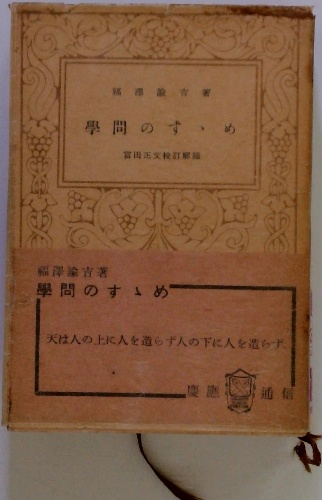 福澤諭吉著
學問のすゝめ
富田正文校訂解題
福澤諭吉著
學問のすゝめ
天は人の上に人を造らず人の下に人を造らず、
慶應通信